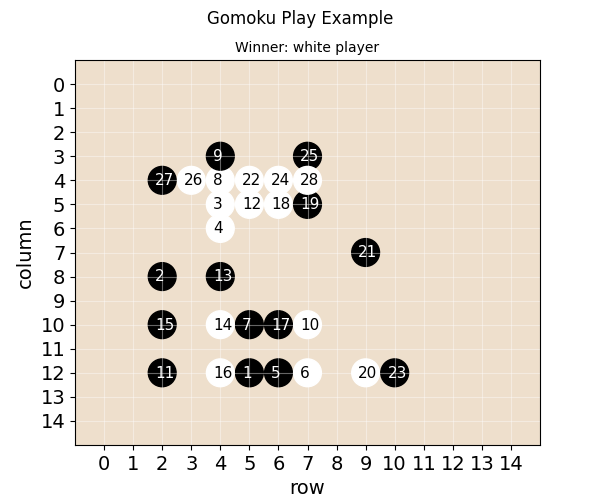 Gomoku Play Example
Winner: white player
0
1
2
3 9 25
4 27 26 8 22 24 28
5 3 12 18 19
6 4
7 21
8 2 13
9
10 15 14 7 17 10
11
12 11 16 1 5 6 20 23
13
14
column
0 1 2 3 4 5 6 7 8 9 10 11 12 13 14
row